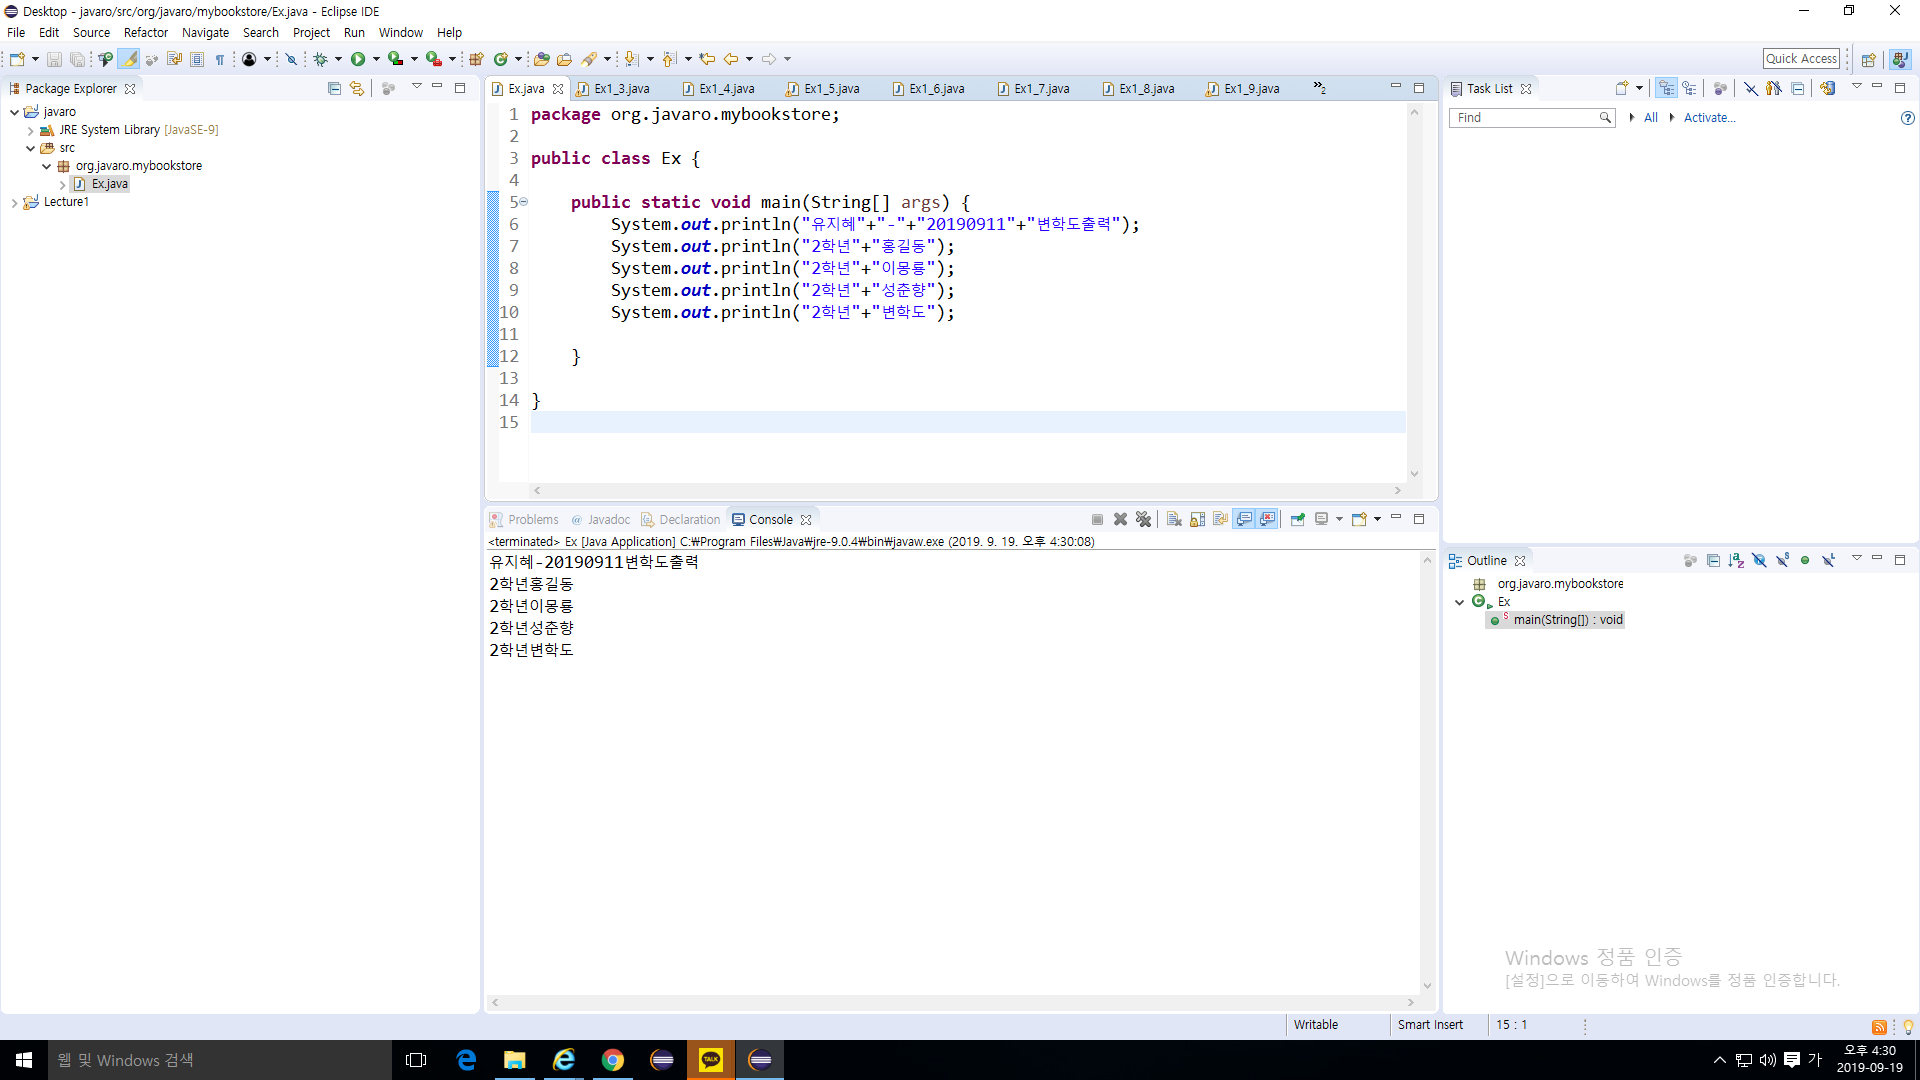 Desktop - javaro/src/org/javaro/mybookstore/Ex.java - Eclipse IDE
File Edit Source Refactor Navigate Search Project Run Window Help
Quick Access
Package Explorer
javaro
JRE System Library [JavaSE-9]
src
org.javaro.mybookstore
Ex.java
Lecture1
Ex.java Ex1_3.java Ex1_4.java Ex1_5.java Ex1_6.java Ex1_7.java Ex1_8.java Ex1_9.java »2
1 package org.javaro.mybookstore;
2
3 public class Ex {
4
5 public static void main(String[] args) {
6 System.out.println("유지혜"+"-"+"20190911"+"변학도출력");
7 System.out.println("2학년"+"홍길동");
8 System.out.println("2학년"+"이몽룡");
9 System.out.println("2학년"+"성춘향");
10 System.out.println("2학년"+"변학도");
11
12 }
13
14 }
15
Problems @ Javadoc Declaration Console
<terminated> Ex [Java Application] C:₩Program Files₩Java₩jre-9.0.4₩bin₩javaw.exe (2019. 9. 19. 오후 4:30:08)
유지혜-20190911변학도출력
2학년홍길동
2학년이몽룡
2학년성춘향
2학년변학도
Task List
Find All Activate...
Outline
org.javaro.mybookstore
Ex
main(String[]) : void
Windows 정품 인증
[설정]으로 이동하여 Windows를 정품 인증합니다.
Writable Smart Insert 15 : 1
웹 및 Windows 검색
TALK
가
오후 4:30
2019-09-19